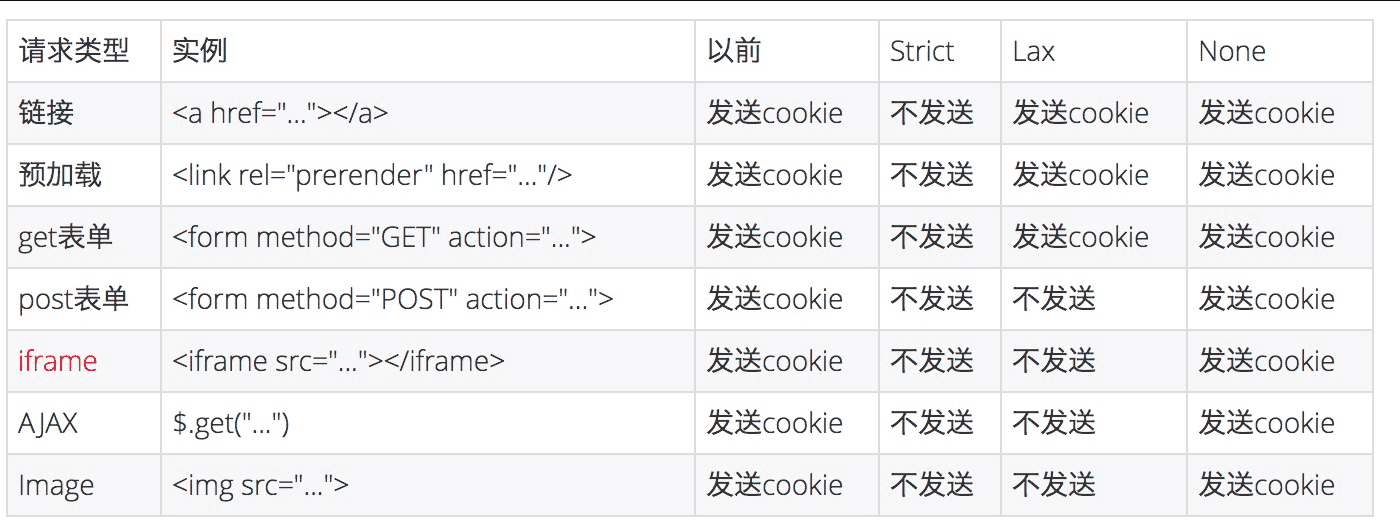 请求类型 实例 以前 Strict Lax None
链接 <a href="..."></a> 发送cookie 不发送 发送cookie 发送cookie
预加载 <link rel="prerender" href="..."/> 发送cookie 不发送 发送cookie 发送cookie
get表单 <form method="GET" action="..."> 发送cookie 不发送 发送cookie 发送cookie
post表单 <form method="POST" action="..."> 发送cookie 不发送 不发送 发送cookie
iframe <iframe src="..."></iframe> 发送cookie 不发送 不发送 发送cookie
AJAX $.get("...") 发送cookie 不发送 不发送 发送cookie
Image <img src="..."> 发送cookie 不发送 不发送 发送cookie